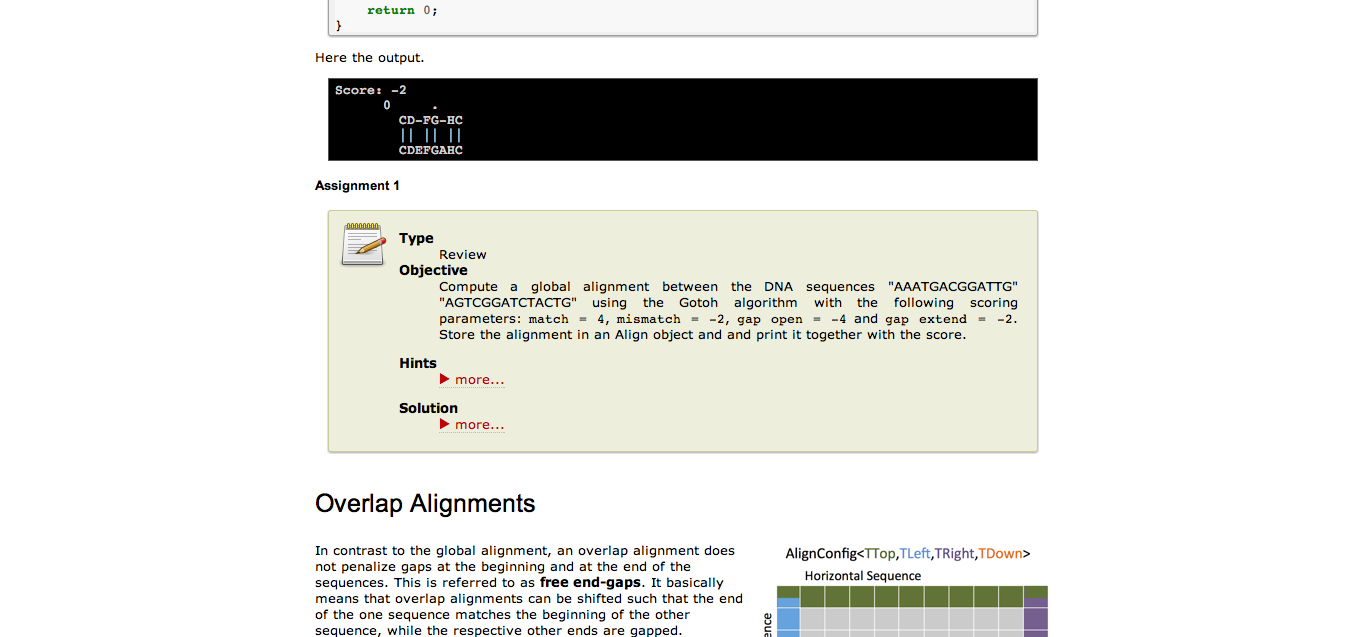 return 0;
}
Here the output.
Score: -2
0 .
CD-FG-HC
|| || ||
CDEFGAHC
Assignment 1
Type
Review
Objective
Compute a global alignment between the DNA sequences "AAATGACGGATTG"
"AGTCGGATCTACTG" using the Gotoh algorithm with the following scoring
parameters: match = 4, mismatch = -2, gap open = -4 and gap extend = -2.
Store the alignment in an Align object and and print it together with the score.
Hints
more...
Solution
more...
Overlap Alignments
In contrast to the global alignment, an overlap alignment does
not penalize gaps at the beginning and at the end of the
sequences. This is referred to as free end-gaps. It basically
means that overlap alignments can be shifted such that the end
of the one sequence matches the beginning of the other
sequence, while the respective other ends are gapped.
AlignConfig<TTop,TLeft,TRight,TDown>
Horizontal Sequence